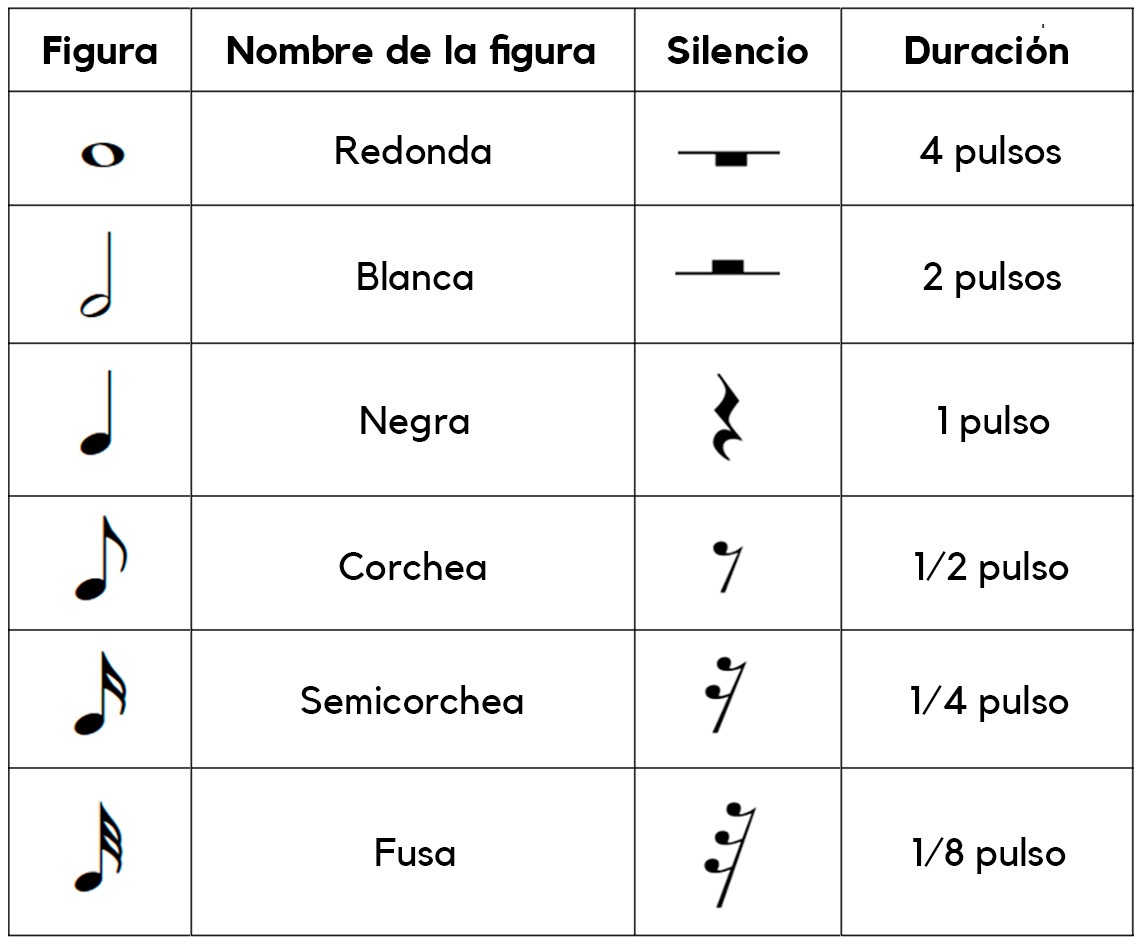 Figura Nombre de la figura Silencio Duración
Redonda 4 pulsos
Blanca 2 pulsos
Negra 1 pulso
Corchea 1/2 pulso
Semicorchea 1/4 pulso
Fusa 1/8 pulso